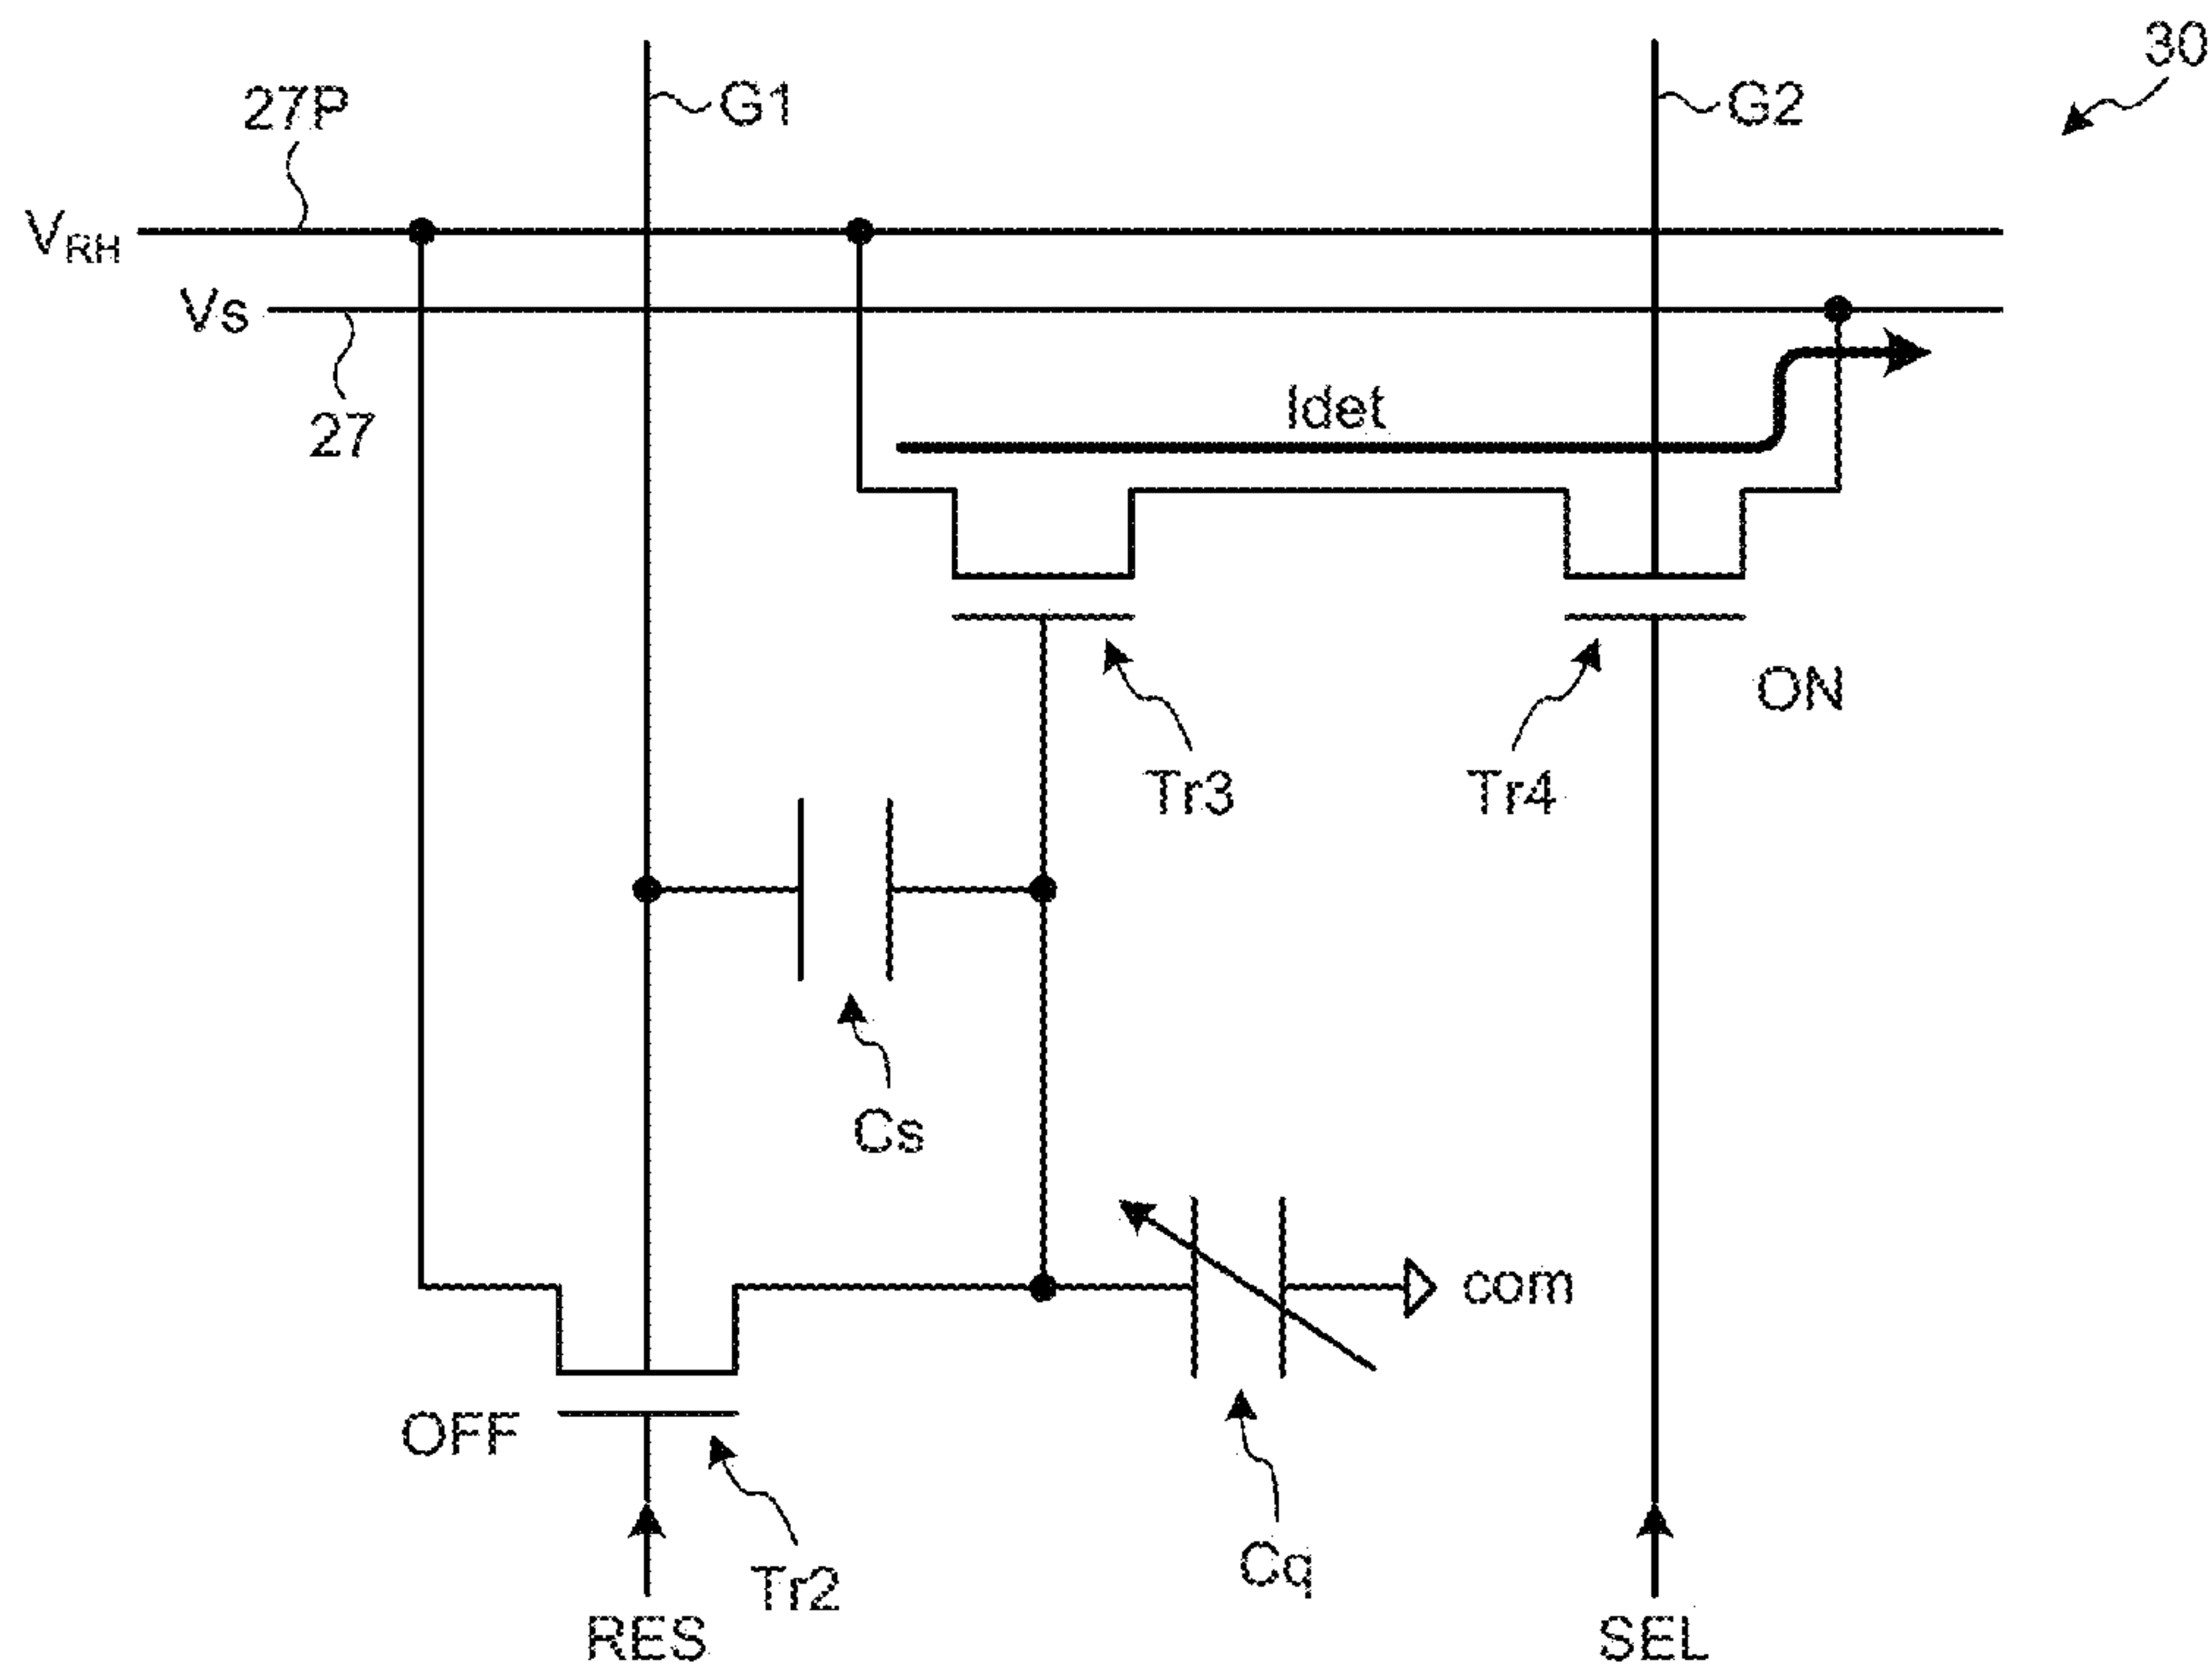 30
27P
G1
G2
VRH
Vs
27
Idet
ON
Tr3
Tr4
Cs
com
OFF
Tr2
Cq
RES
SEL